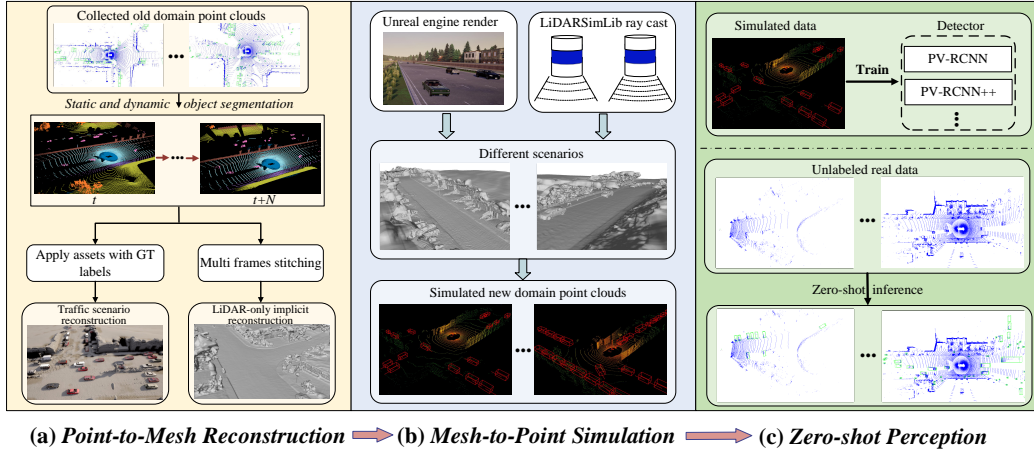 Collected old domain point clouds
Static and dynamic object segmentation
t
t+N
Apply assets with GT
labels
Multi frames stitching
Traffic scenario
reconstruction
LiDAR-only implicit
reconstruction
Unreal engine render
LiDARSimLib ray cast
Different scenarios
Simulated new domain point clouds
Simulated data
Train
Detector
PV-RCNN
PV-RCNN++
Unlabeled real data
Zero-shot inference
(a) Point-to-Mesh Reconstruction
(b) Mesh-to-Point Simulation
(c) Zero-shot Perception